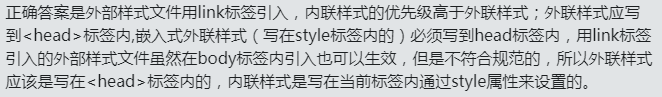 正确答案是外部样式文件用link标签引入，内联样式的优先级高于外联样式；外联样式应写
到<head>标签内,嵌入式外联样式（写在style标签内的）必须写到head标签内，用link标签
引入的外部样式文件虽然在body标签内引入也可以生效，但是不符合规范的，所以外联样式
应该是写在<head>标签内的，内联样式是写在当前标签内通过style属性来设置的。